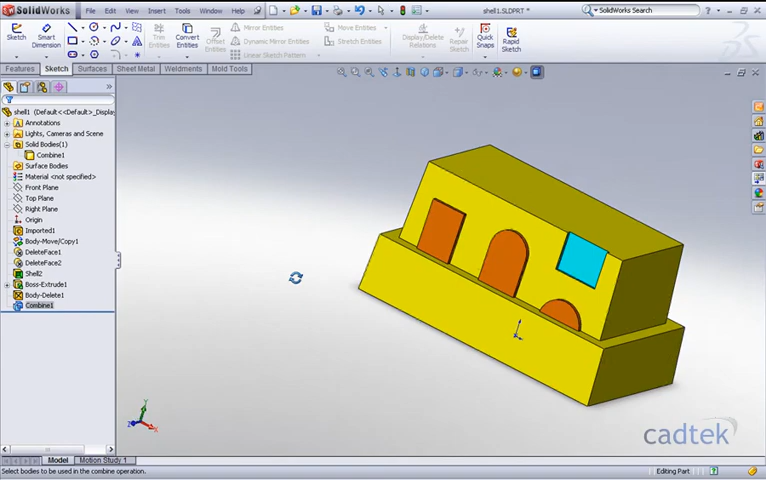 SolidWorks
File Edit View Insert Tools Window Help
shell1.SLDPRT *
SolidWorks Search
Sketch
Smart Dimension
Trim Entities
Convert Entities
Offset Entities
Mirror Entities
Dynamic Mirror Entities
Linear Sketch Pattern
Move Entities
Stretch Entities
Display/Delete Relations
Repair Sketch
Quick Snaps
Rapid Sketch
Features Sketch Surfaces Sheet Metal Weldments Mold Tools
shell1 (Default<<Default>_Display
Annotations
Lights, Cameras and Scene
Solid Bodies(1)
Combine1
Surface Bodies
Material <not specified>
Front Plane
Top Plane
Right Plane
Origin
Imported1
Body-Move/Copy1
DeleteFace1
DeleteFace2
Shell2
Boss-Extrude1
Body-Delete1
Combine1
Y
Z
X
cadtek
Model Motion Study 1
Select bodies to be used in the combine operation.
Editing Part